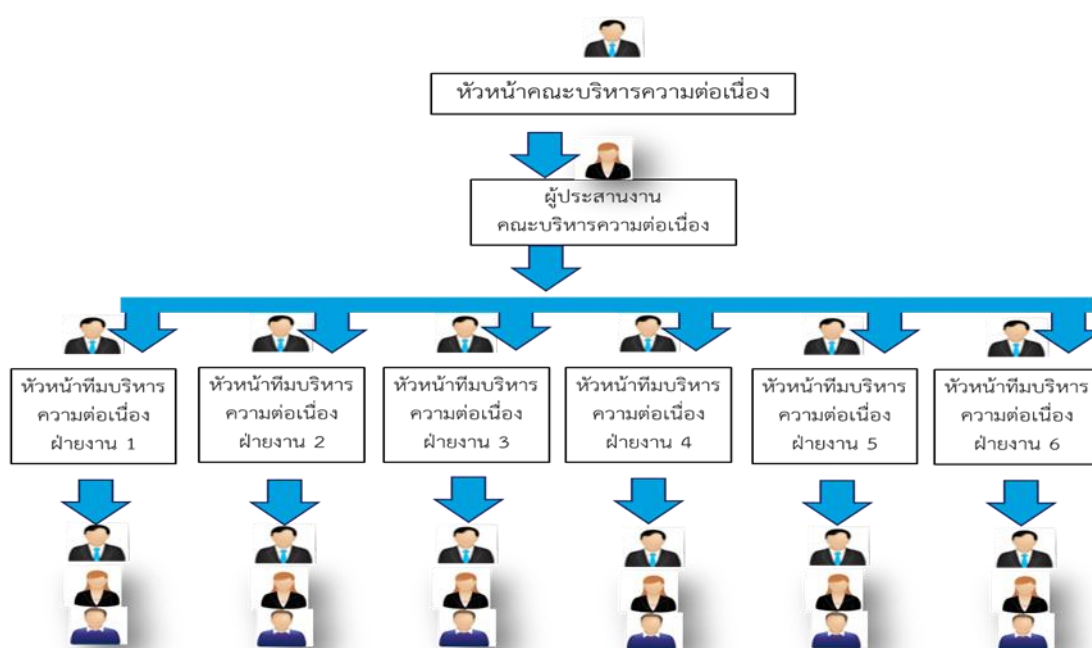 หัวหน้าคณะบริหารความต่อเนื่อง
ผู้ประสานงาน
คณะบริหารความต่อเนื่อง
หัวหน้าทีมบริหาร
ความต่อเนื่อง
ฝ่ายงาน 1
หัวหน้าทีมบริหาร
ความต่อเนื่อง
ฝ่ายงาน 2
หัวหน้าทีมบริหาร
ความต่อเนื่อง
ฝ่ายงาน 3
หัวหน้าทีมบริหาร
ความต่อเนื่อง
ฝ่ายงาน 4
หัวหน้าทีมบริหาร
ความต่อเนื่อง
ฝ่ายงาน 5
หัวหน้าทีมบริหาร
ความต่อเนื่อง
ฝ่ายงาน 6